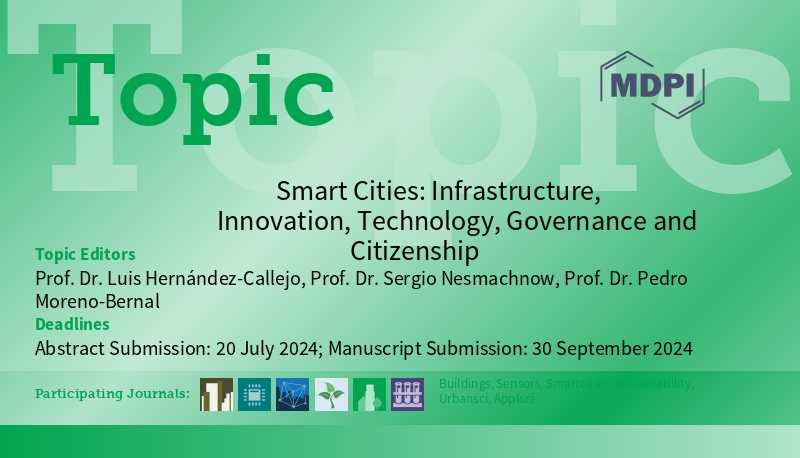 Topic
Topic
MDPI
Smart Cities: Infrastructure,
Innovation, Technology, Governance and
Citizenship
Topic Editors
Prof. Dr. Luis Hernández-Callejo, Prof. Dr. Sergio Nesmachnow, Prof. Dr. Pedro
Moreno-Bernal
Deadlines
Abstract Submission: 20 July 2024; Manuscript Submission: 30 September 2024
Participating Journals:
Buildings, Sensors, Smartcities, Sustainability,
Urbansci, Applsci